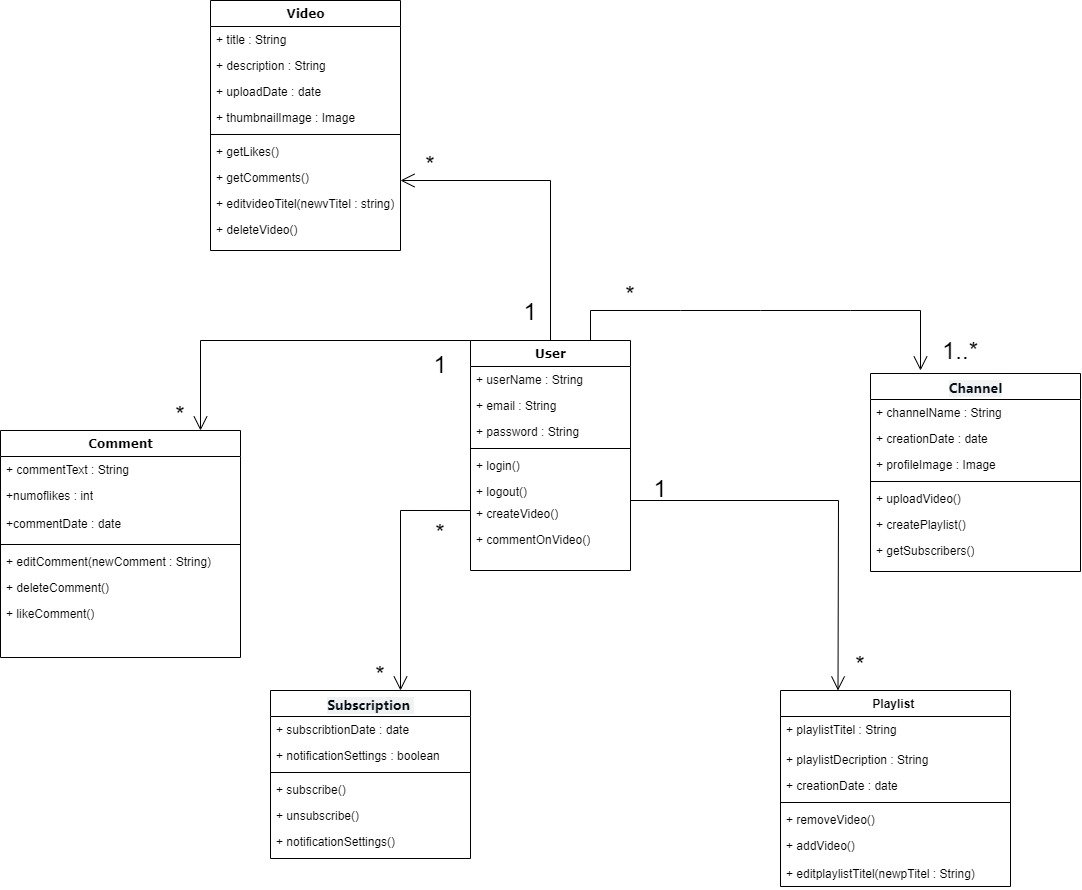 Video
+ title : String
+ description : String
+ uploadDate : date
+ thumbnailImage : Image
+ getLikes()
+ getComments()
+ editvideoTitel(newvTitel : string)
+ deleteVideo()
*
1
*
1..*
1
*
User
+ userName : String
+ email : String
+ password : String
+ login()
+ logout()
+ createVideo()
+ commentOnVideo()
Channel
+ channelName : String
+ creationDate : date
+ profileImage : Image
+ uploadVideo()
+ createPlaylist()
+ getSubscribers()
Comment
+ commentText : String
+numoflikes : int
+commentDate : date
+ editComment(newComment : String)
+ deleteComment()
+ likeComment()
1
*
*
*
Subscription
+ subscribtionDate : date
+ notificationSettings : boolean
+ subscribe()
+ unsubscribe()
+ notificationSettings()
Playlist
+ playlistTitel : String
+ playlistDecription : String
+ creationDate : date
+ removeVideo()
+ addVideo()
+ editplaylistTitel(newpTitel : String)